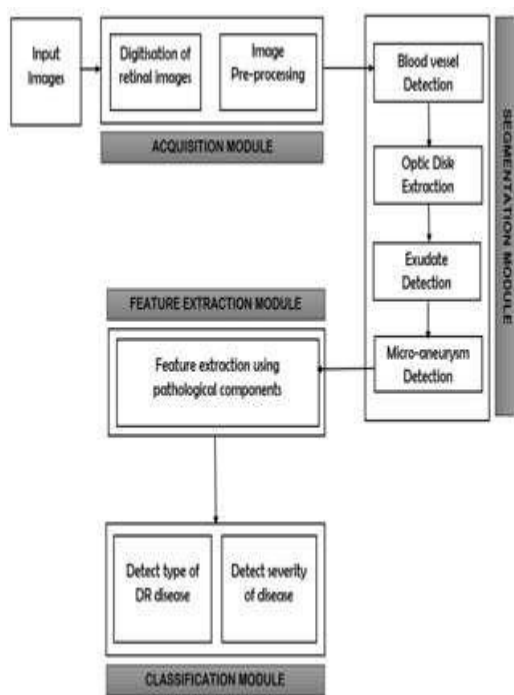 Input
Images
Digitisation of
retinal images
Image
Pre-processing
ACQUISITION MODULE
Blood vessel
Detection
Optic Disk
Extraction
Exudate
Detection
Micro-aneurysm
Detection
SEGMENTATION MODULE
FEATURE EXTRACTION MODULE
Feature extraction using
pathological components
Detect type of
DR disease
Detect severity
of disease
CLASSIFICATION MODULE